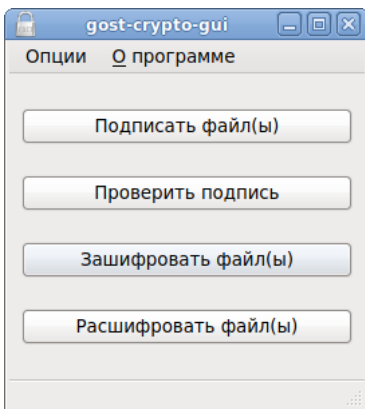 gost-crypto-gui
Опции О программе
Подписать файл(ы)
Проверить подпись
Зашифровать файл(ы)
Расшифровать файл(ы)